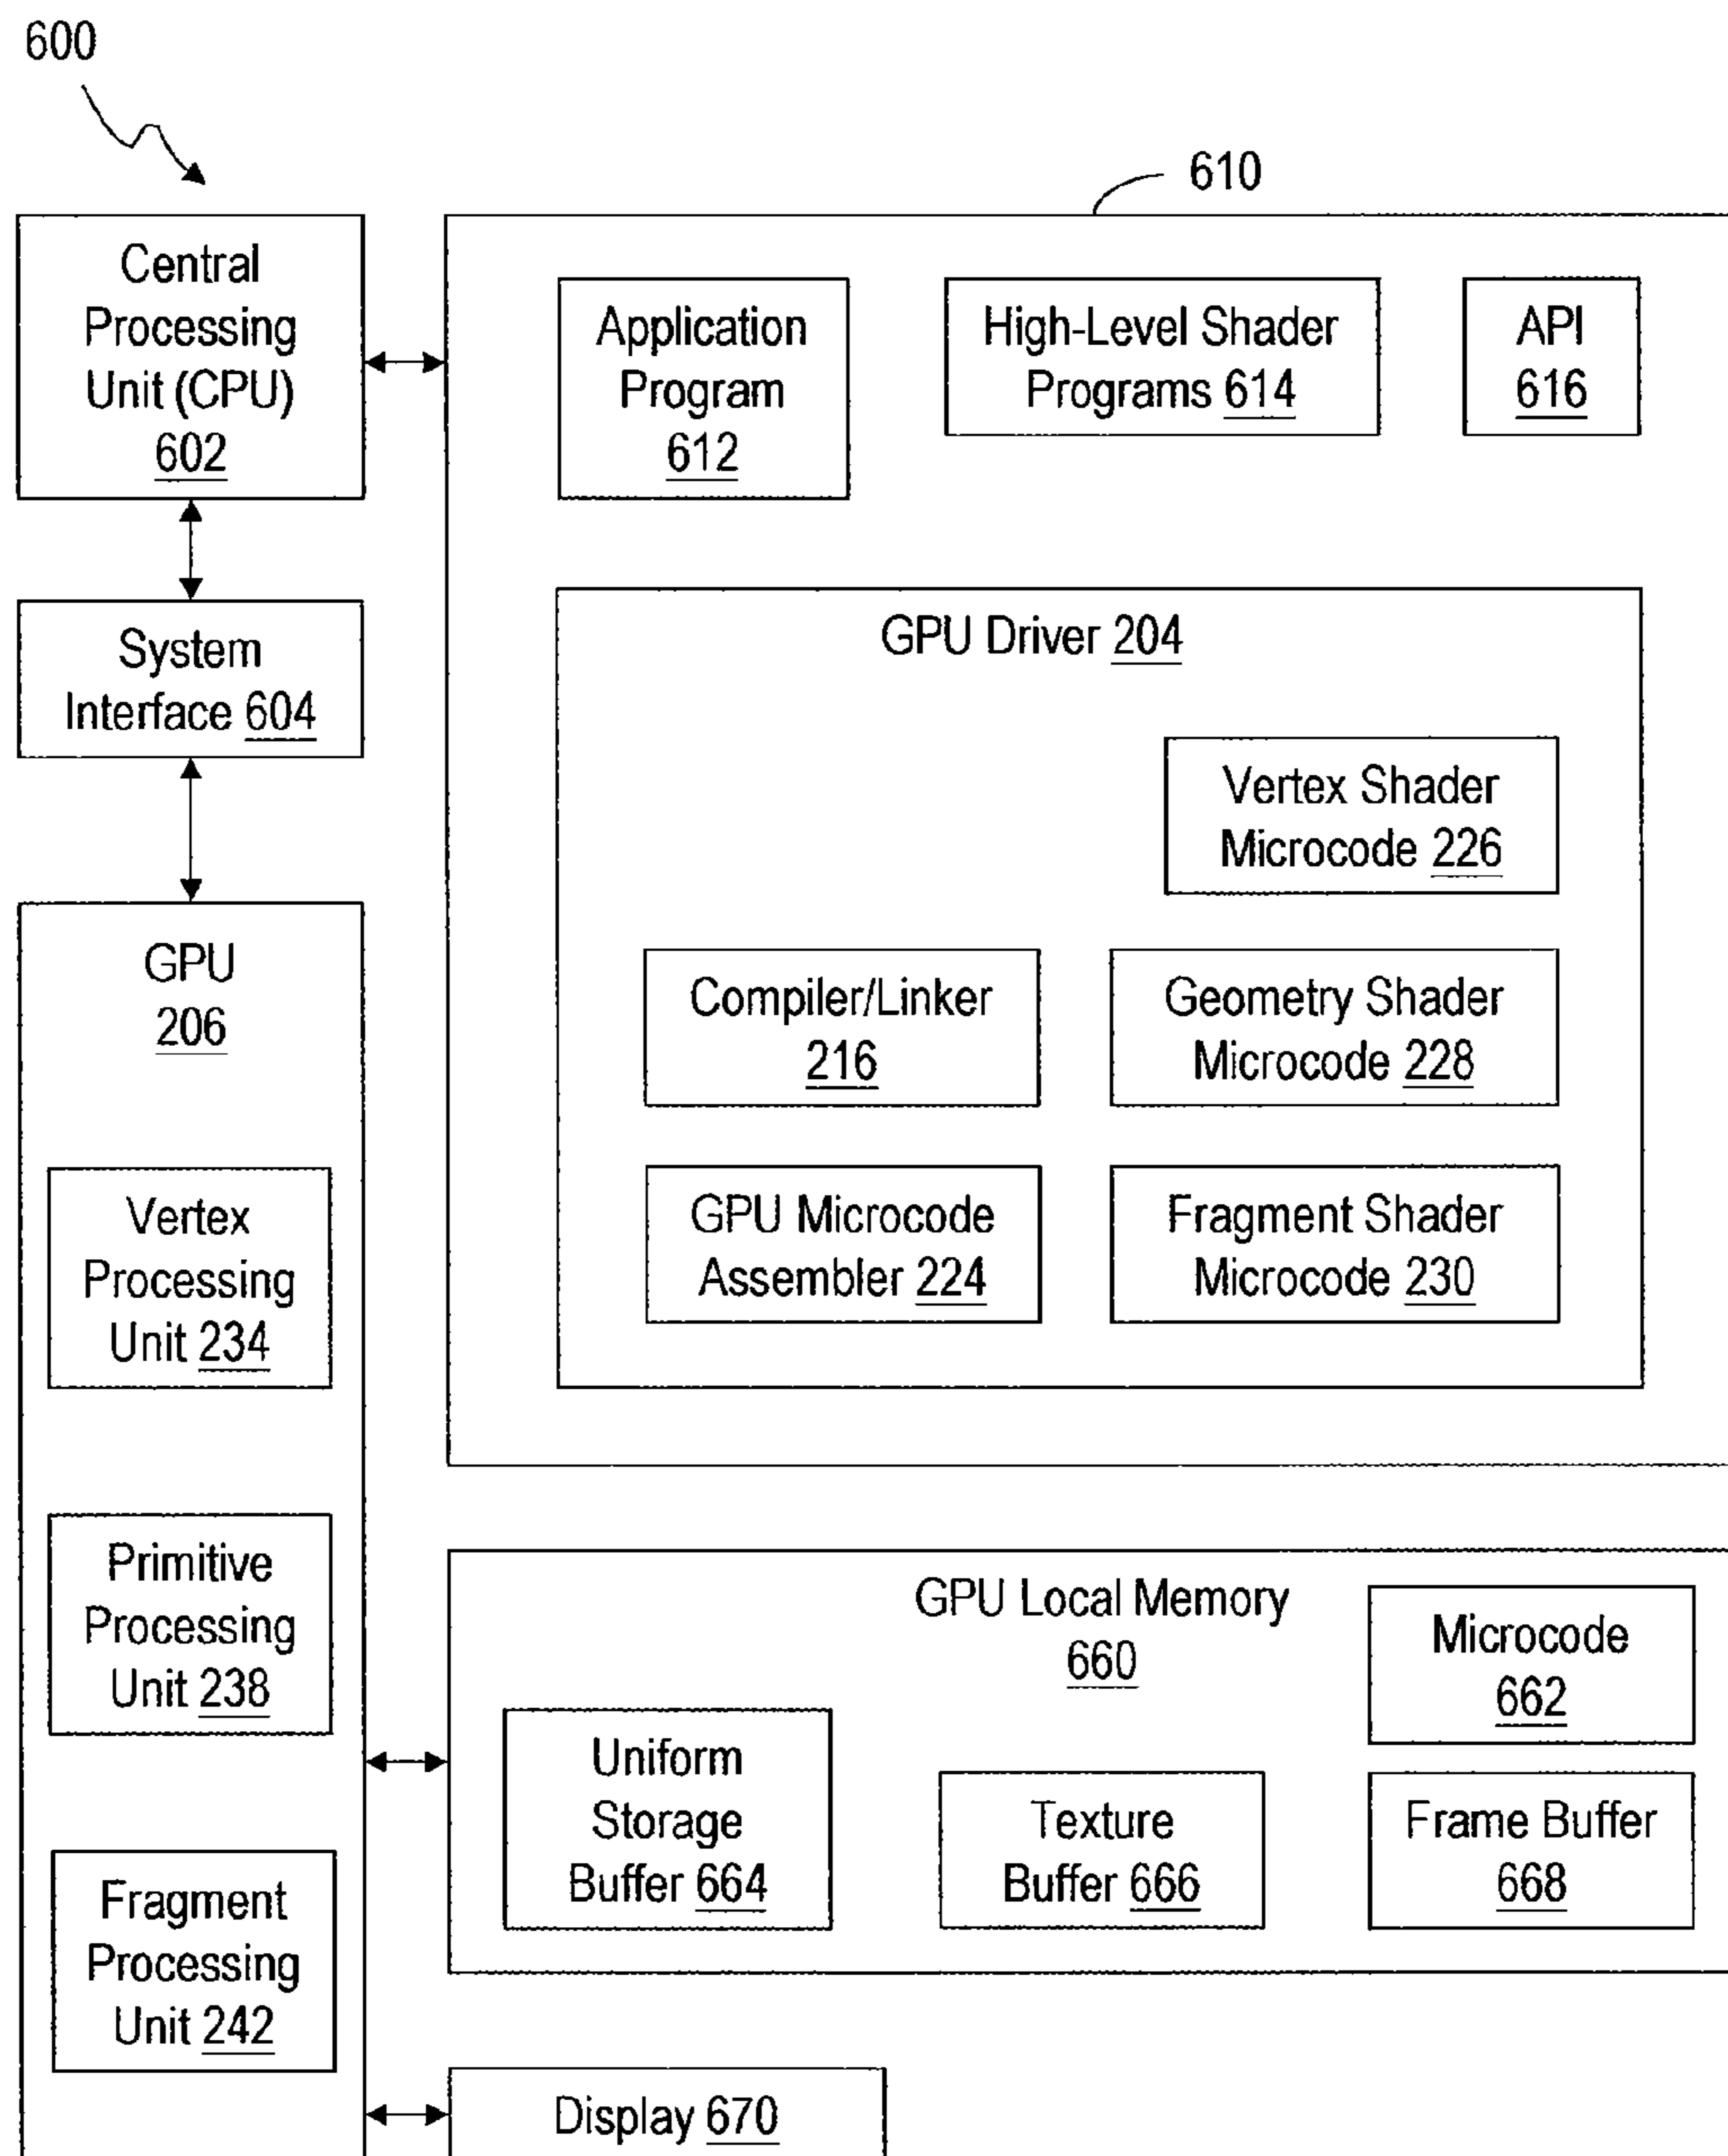 600
610
Central
Processing
Unit (CPU)
602
Application
Program
612
High-Level Shader
Programs 614
API
616
System
Interface 604
GPU Driver 204
Vertex Shader
Microcode 226
Compiler/Linker
216
Geometry Shader
Microcode 228
GPU Microcode
Assembler 224
Fragment Shader
Microcode 230
GPU
206
Vertex
Processing
Unit 234
Primitive
Processing
Unit 238
Fragment
Processing
Unit 242
GPU Local Memory
660
Microcode
662
Uniform
Storage
Buffer 664
Texture
Buffer 666
Frame Buffer
668
Display 670